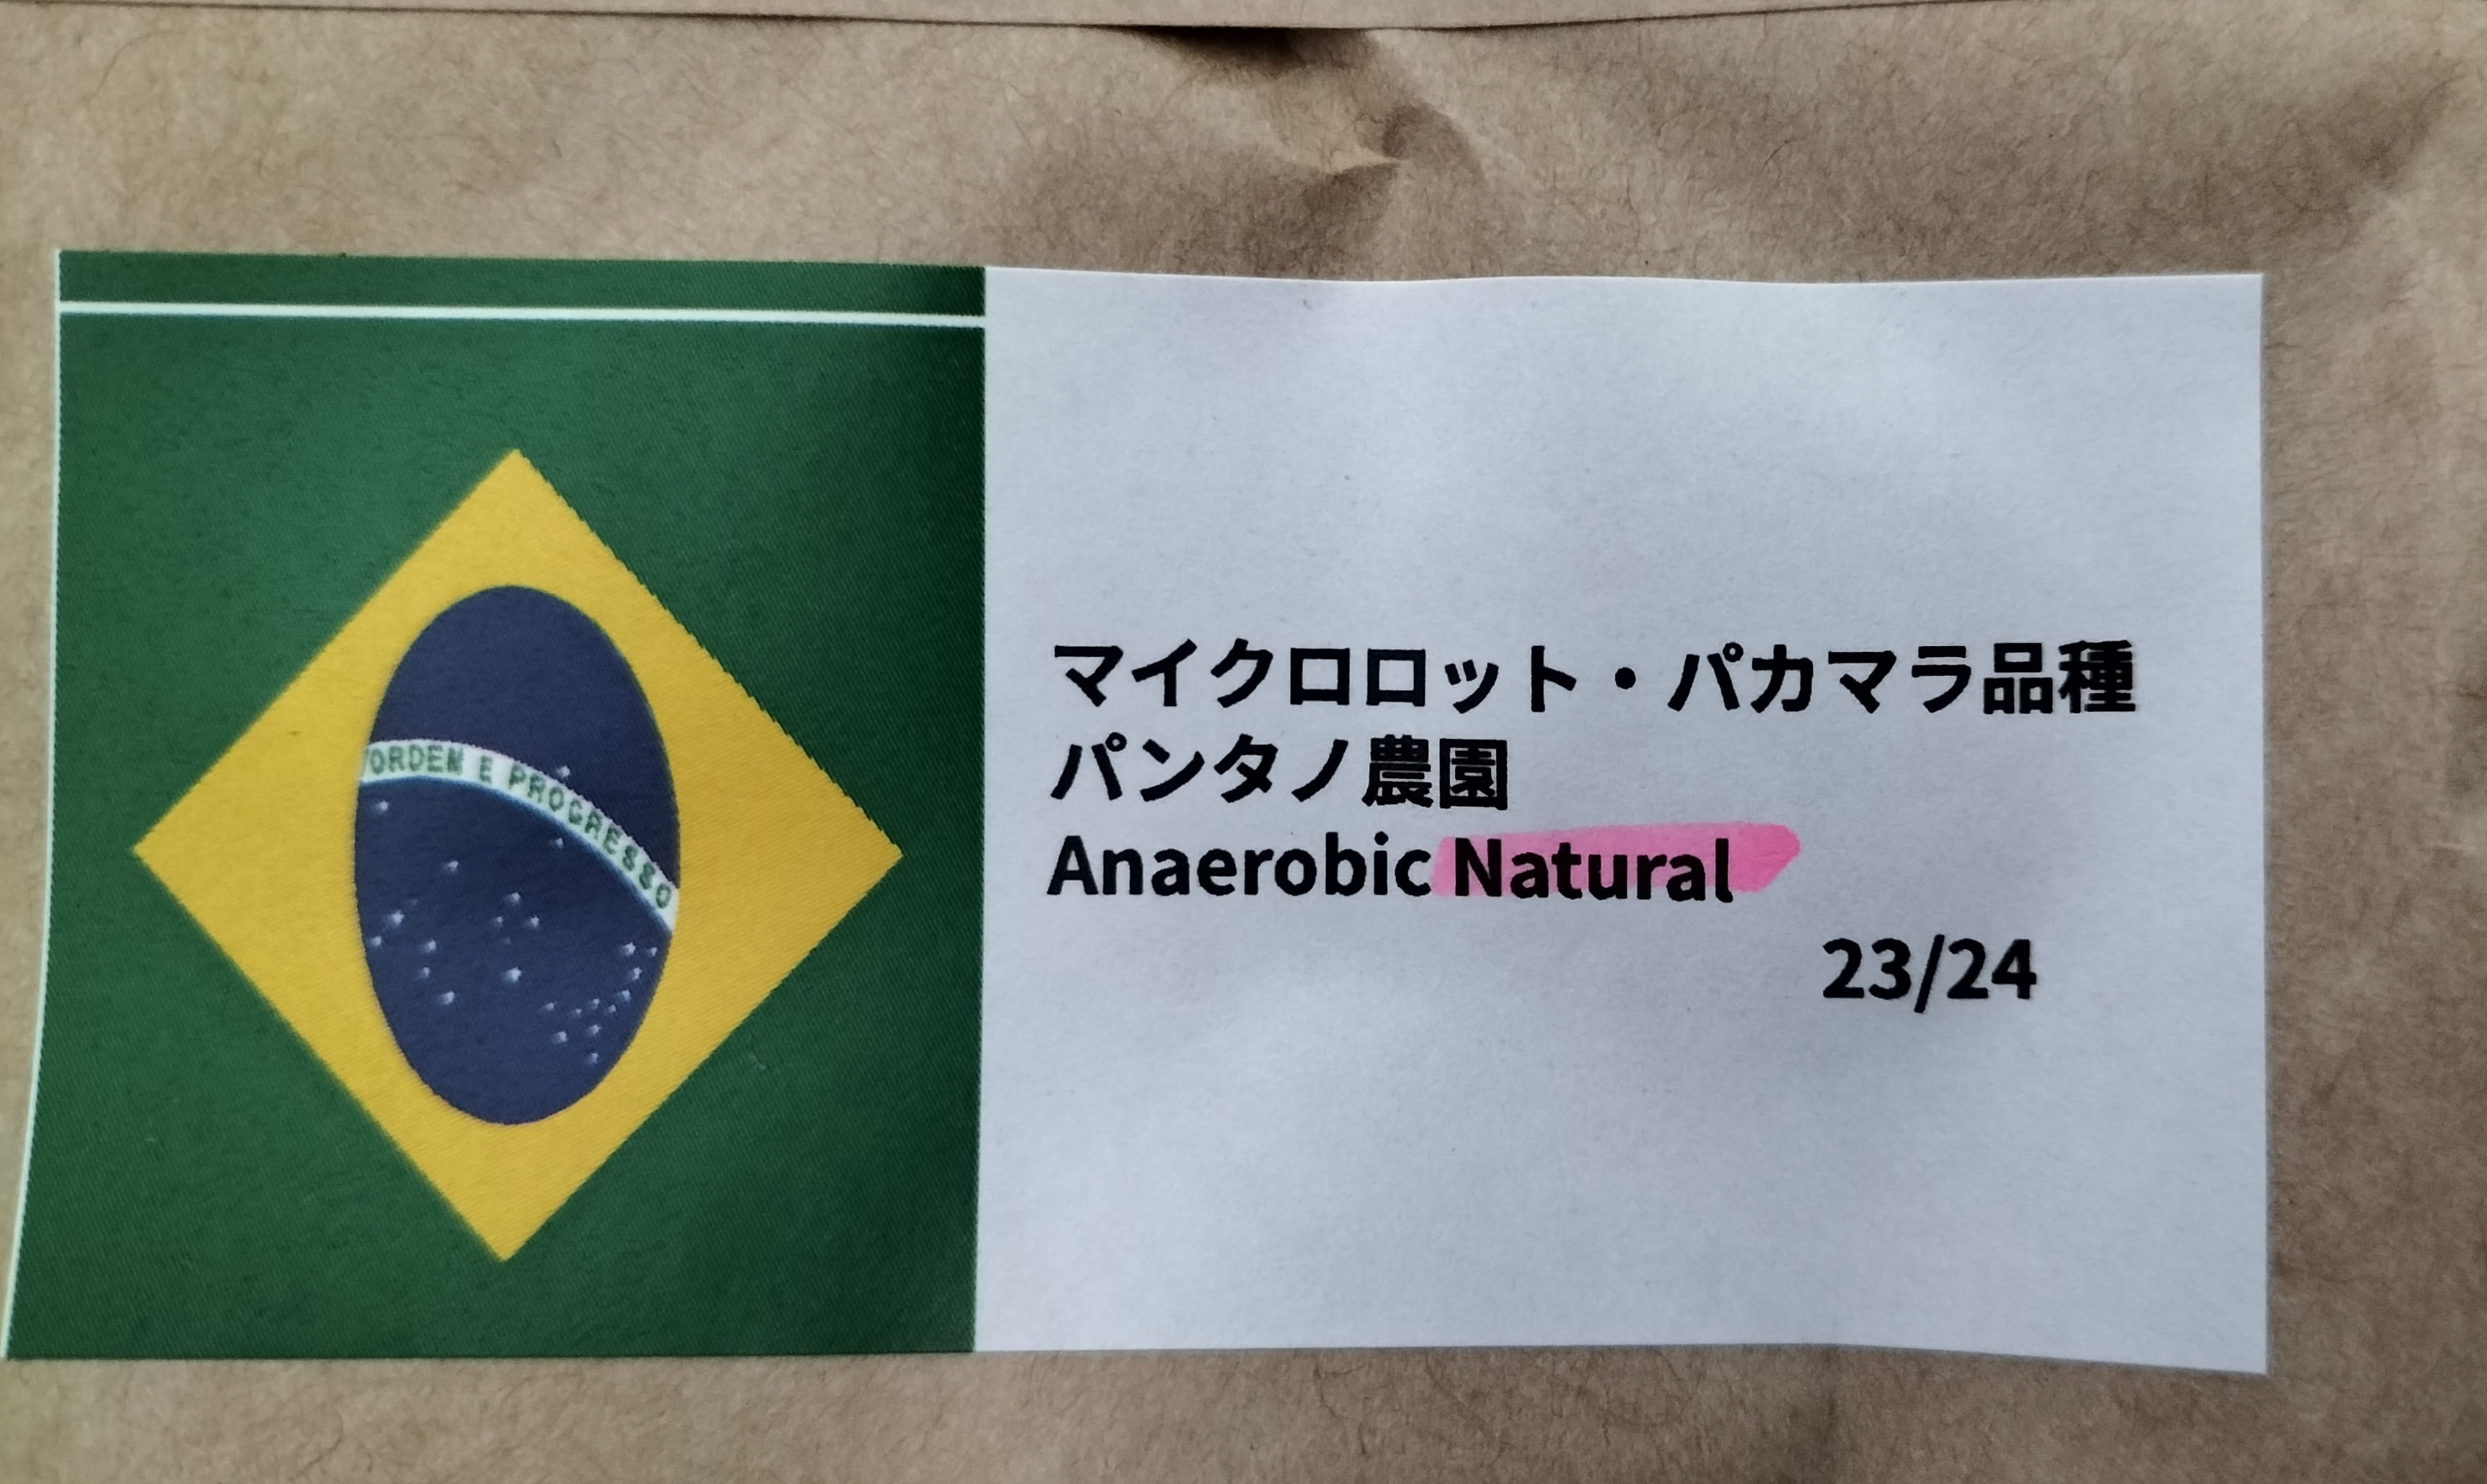 ORDEM E PROGRESSO
マイクロロット・パカマラ品種
パンタノ農園
Anaerobic Natural
23/24